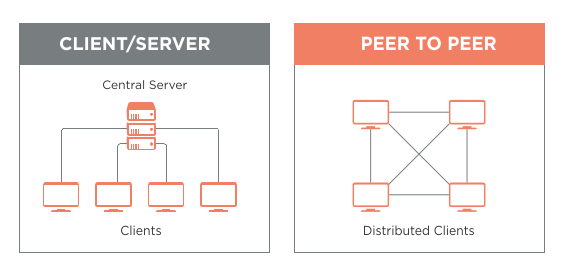 CLIENT/SERVER
Central Server
Clients
PEER TO PEER
Distributed Clients